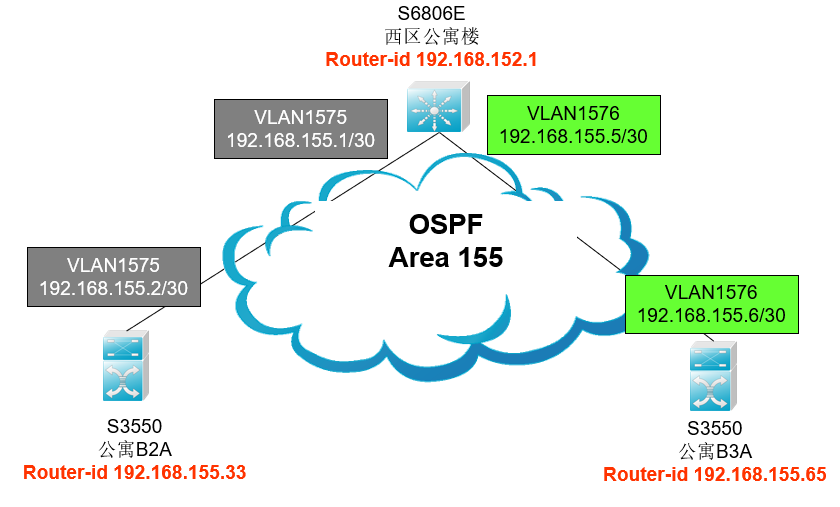 S6806E
西区公寓楼
Router-id 192.168.152.1
VLAN1575
192.168.155.1/30
VLAN1576
192.168.155.5/30
OSPF
Area 155
VLAN1575
192.168.155.2/30
VLAN1576
192.168.155.6/30
S3550
公寓B2A
Router-id 192.168.155.33
S3550
公寓B3A
Router-id 192.168.155.65